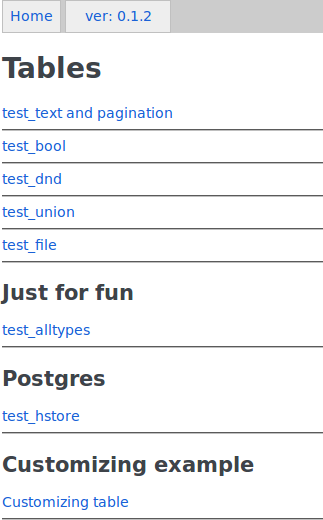 Home ver: 0.1.2
Tables
test_text and pagination
test_bool
test_dnd
test_union
test_file
Just for fun
test_alltypes
Postgres
test_hstore
Customizing example
Customizing table